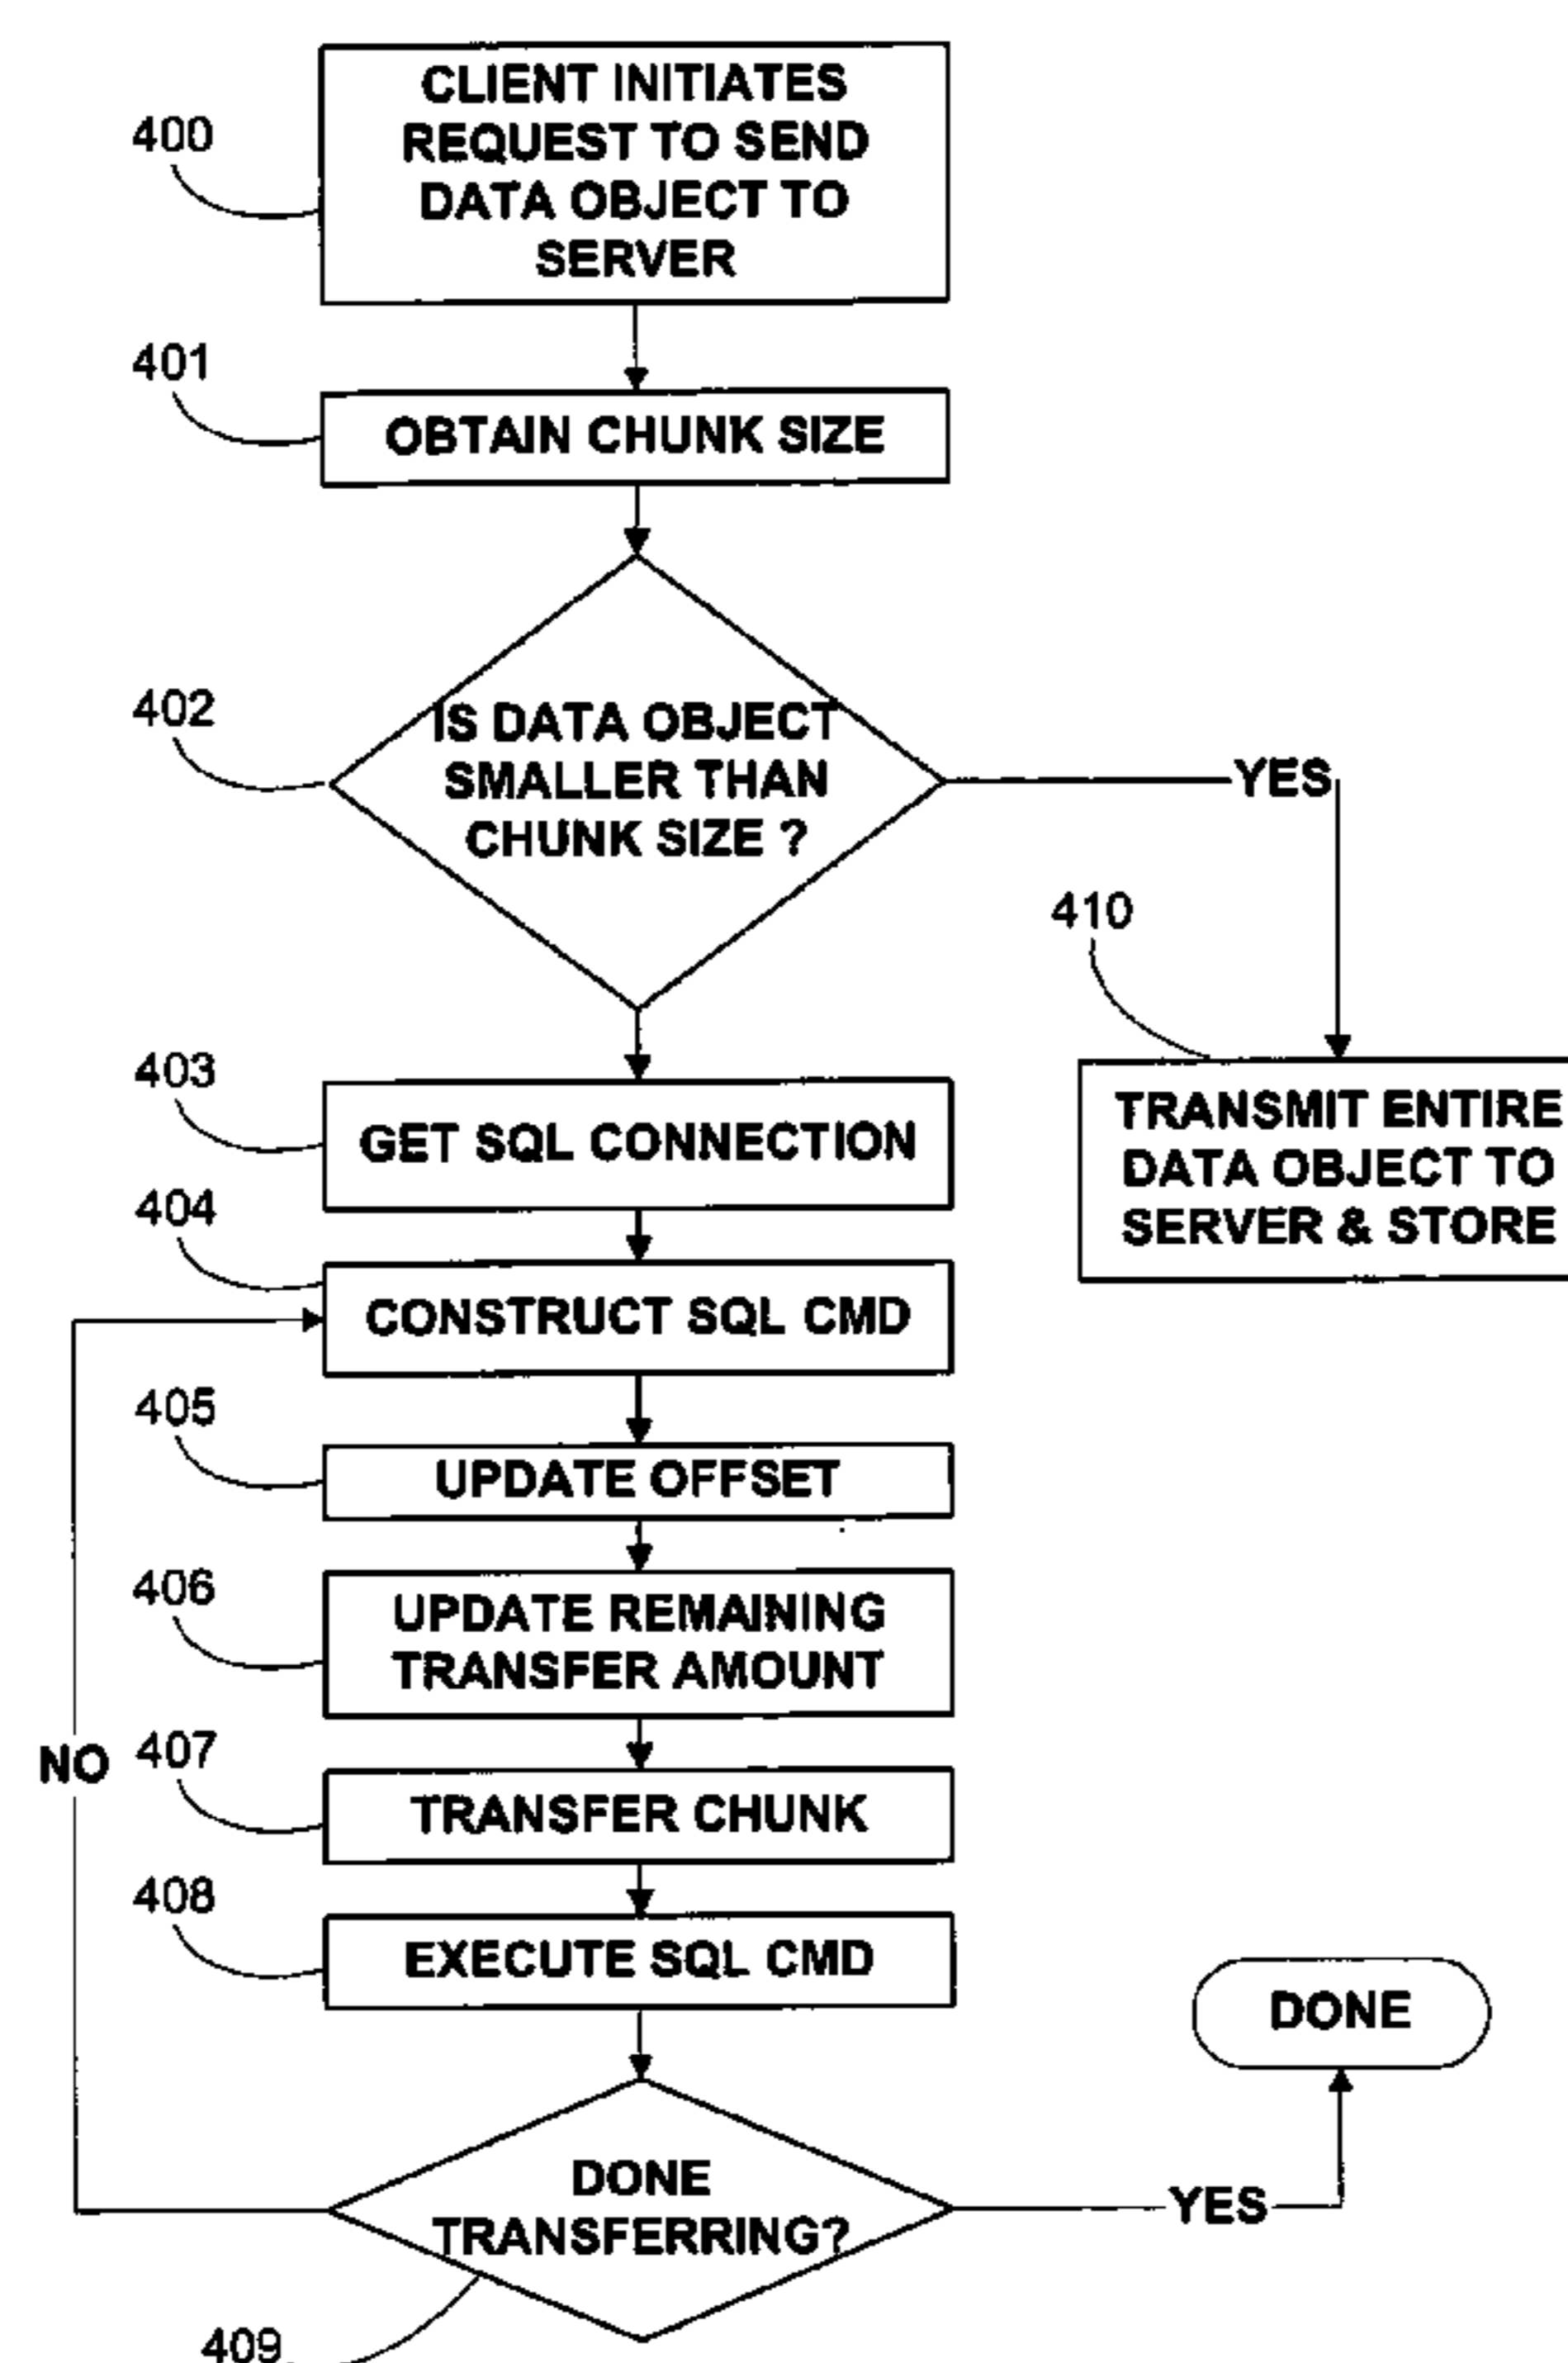 400
CLIENT INITIATES
REQUEST TO SEND
DATA OBJECT TO
SERVER
401
OBTAIN CHUNK SIZE
402
IS DATA OBJECT
SMALLER THAN
CHUNK SIZE ?
YES
410
TRANSMIT ENTIRE
DATA OBJECT TO
SERVER & STORE
403
GET SQL CONNECTION
404
CONSTRUCT SQL CMD
405
UPDATE OFFSET
406
UPDATE REMAINING
TRANSFER AMOUNT
NO
407
TRANSFER CHUNK
408
EXECUTE SQL CMD
DONE
DONE
TRANSFERRING?
YES
409